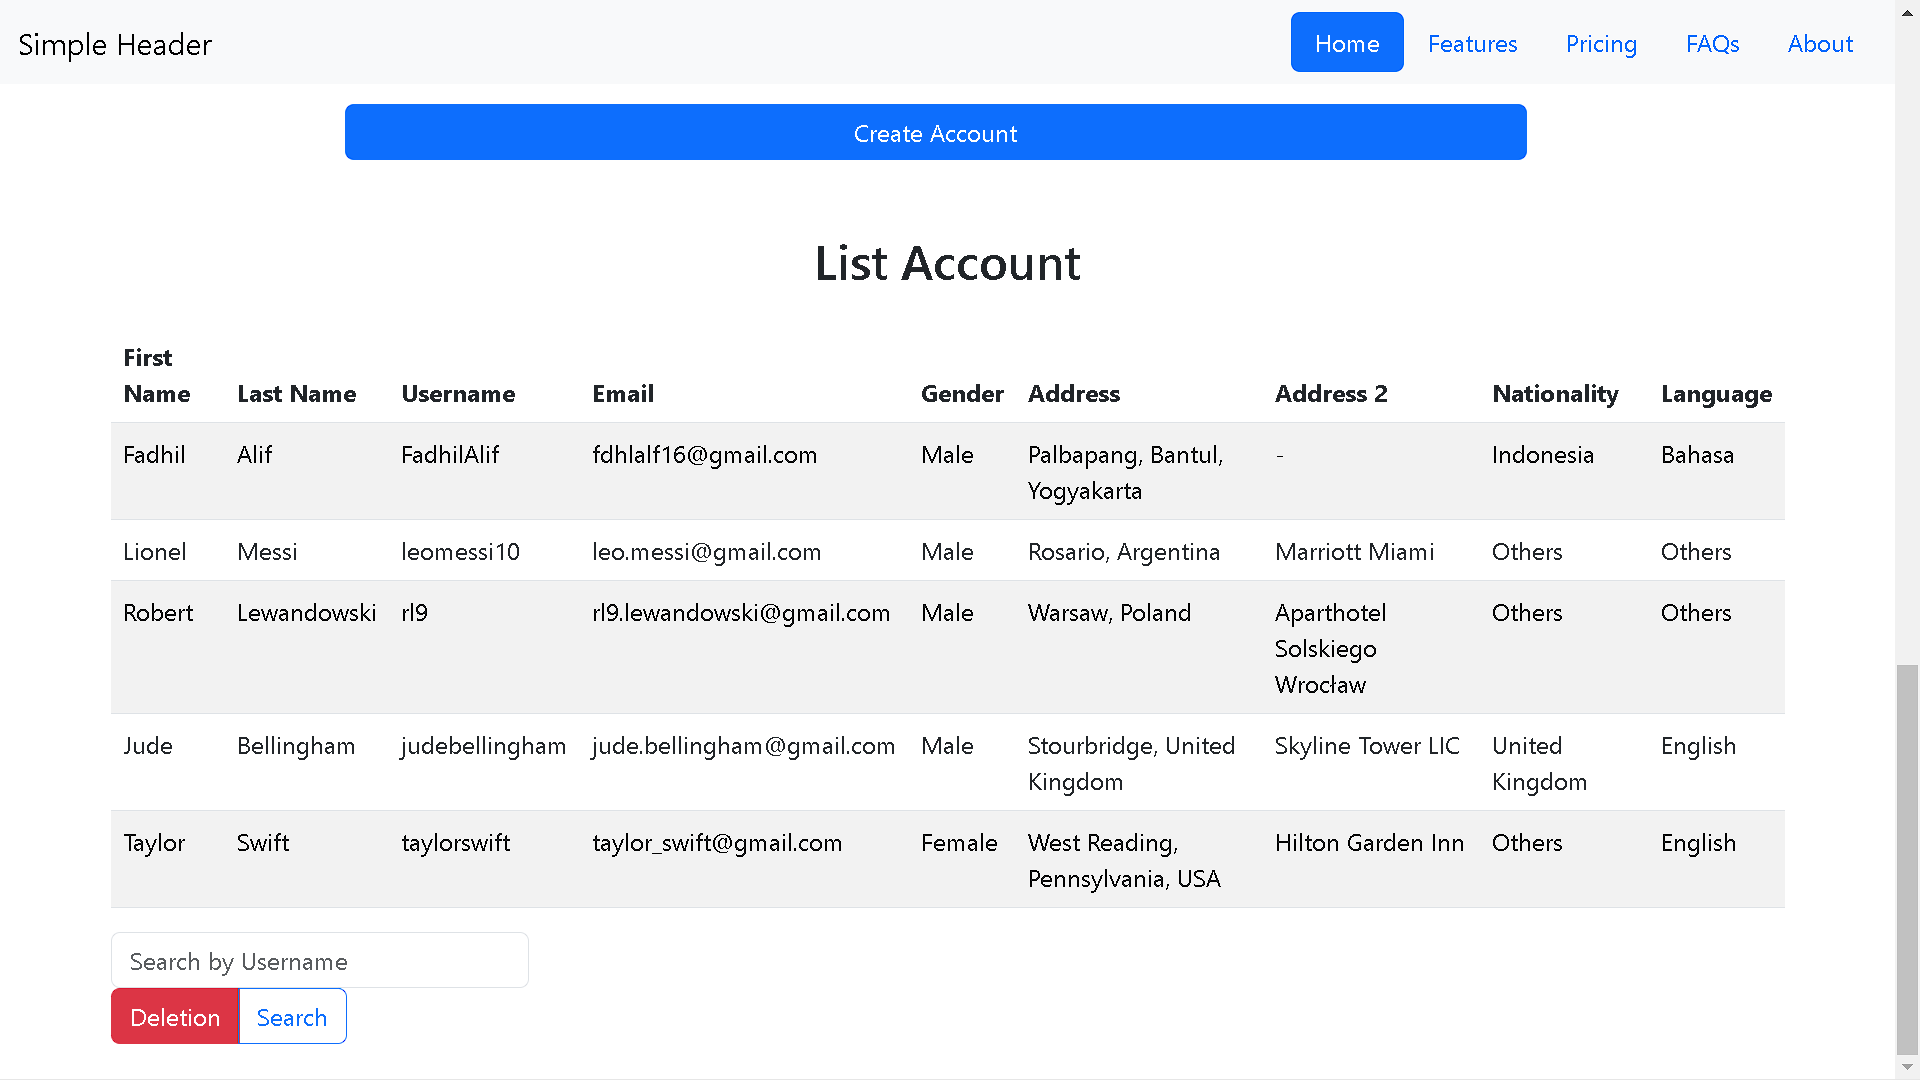 Simple Header
Home Features Pricing FAQs About
Create Account
List Account
First
Name Last Name Username Email Gender Address Address 2 Nationality Language
Fadhil Alif FadhilAlif fdhlalf16@gmail.com Male Palbapang, Bantul, - Indonesia Bahasa
Yogyakarta
Lionel Messi leomessi10 leo.messi@gmail.com Male Rosario, Argentina Marriott Miami Others Others
Robert Lewandowski rl9 rl9.lewandowski@gmail.com Male Warsaw, Poland Aparthotel Others Others
Solskiego
Wrocław
Jude Bellingham judebellingham jude.bellingham@gmail.com Male Stourbridge, United Skyline Tower LIC United English
Kingdom Kingdom
Taylor Swift taylorswift taylor_swift@gmail.com Female West Reading, Hilton Garden Inn Others English
Pennsylvania, USA
Search by Username
Deletion Search